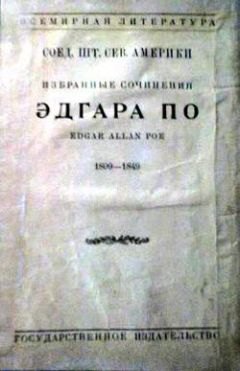 ВСЕМИРНАЯ ЛИТЕРАТУРА
СОЕД. ШТ. СЕВ. АМЕРИКИ
ИЗБРАННЫЕ СОЧИНЕНИЯ
ЭДГАРА ПО
EDGAR ALLAN POE
1809—1849
ГОСУДАРСТВЕННОЕ ИЗДАТЕЛЬСТВО